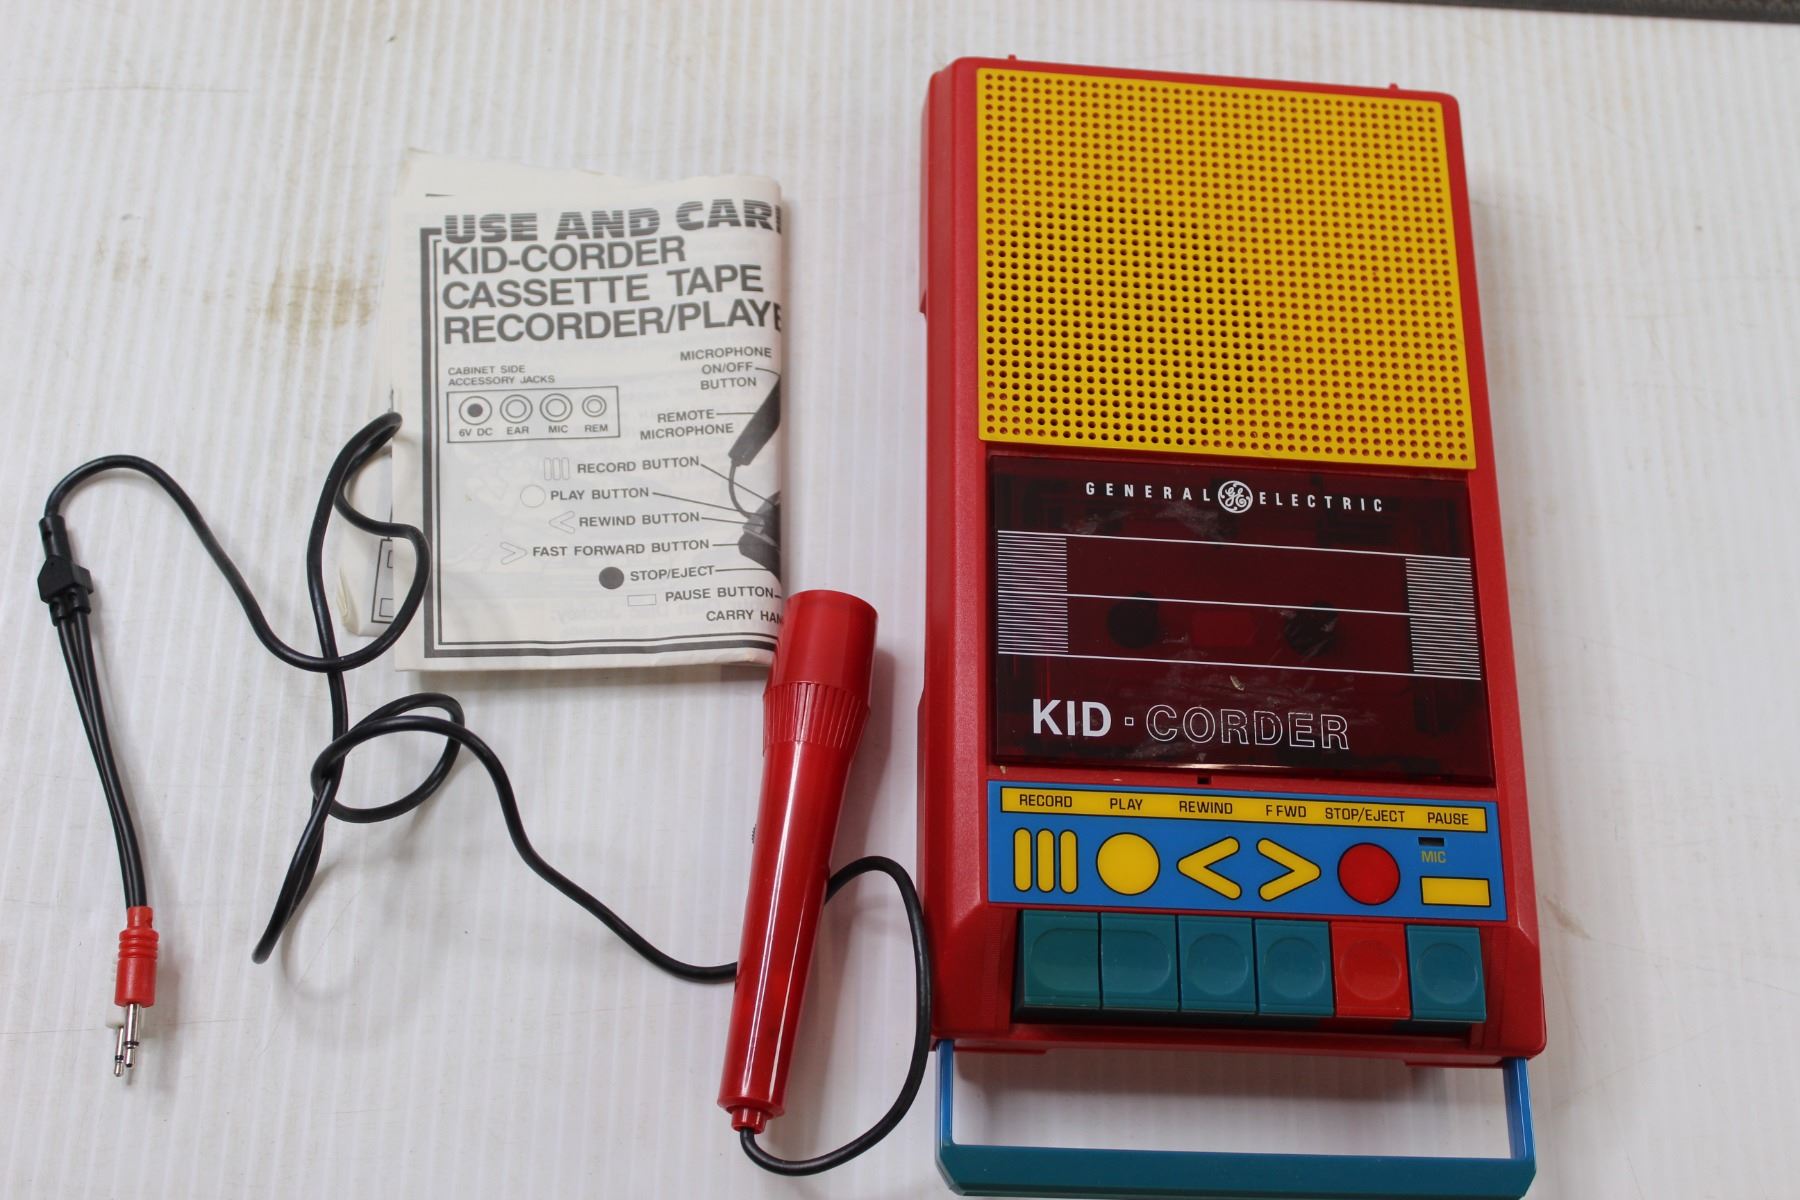 USE AND CAR
KID-CORDER
CASSETTE TAPE
RECORDER/PLAYE
CABINET SIDE
ACCESSORY JACKS
6V DC EAR MIC REM
MICROPHONE
ON/OFF
BUTTON
REMOTE
MICROPHONE
RECORD BUTTON
PLAY BUTTON
REWIND BUTTON
FAST FORWARD BUTTON
STOP/EJECT
PAUSE BUTTON
CARRY HAN
GENERAL GE ELECTRIC
KID · CORDER
RECORD PLAY REWIND F FWD STOP/EJECT PAUSE
MIC